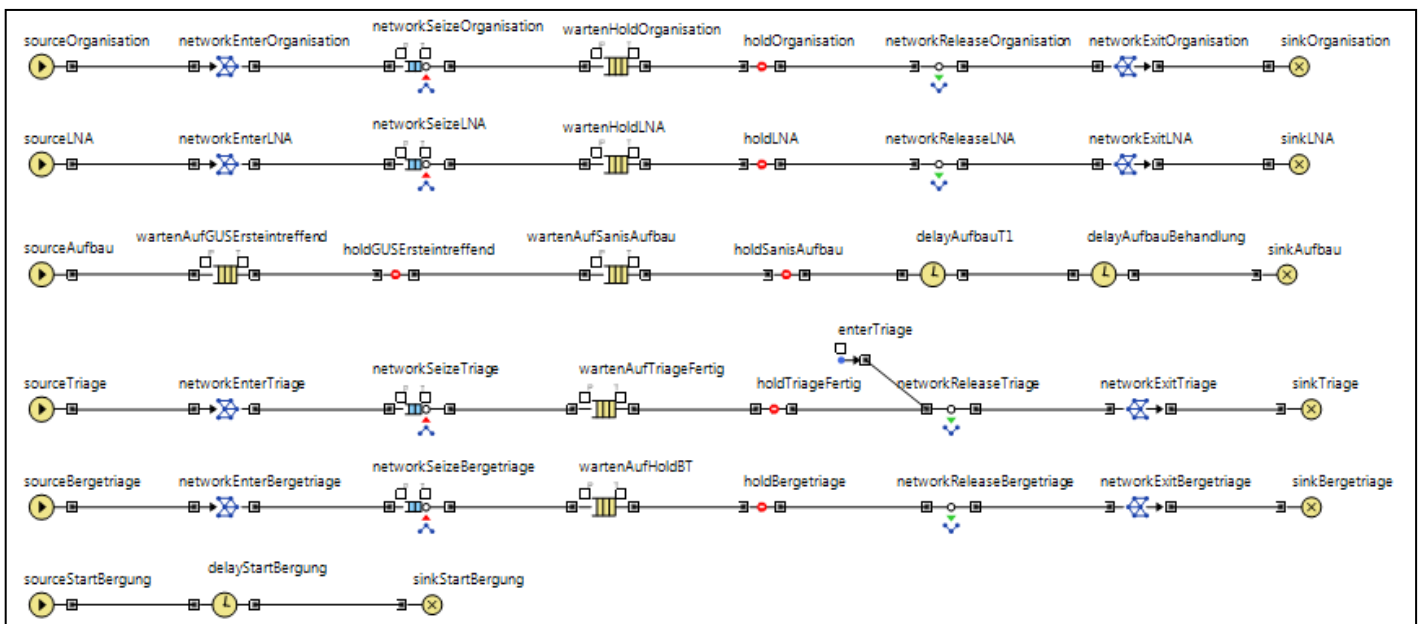 sourceOrganisation networkEnterOrganisation networkSeizeOrganisation wartenHoldOrganisation holdOrganisation networkReleaseOrganisation networkExitOrganisation sinkOrganisation
sourceLNA networkEnterLNA networkSeizeLNA wartenHoldLNA holdLNA networkReleaseLNA networkExitLNA sinkLNA
sourceAufbau wartenAufGUSErsteintreffend holdGUSErsteintreffend wartenAufSanisAufbau holdSanisAufbau delayAufbauT1 delayAufbauBehandlung sinkAufbau
enterTriage
sourceTriage networkEnterTriage networkSeizeTriage wartenAufTriageFertig holdTriageFertig networkReleaseTriage networkExitTriage sinkTriage
sourceBergetriage networkEnterBergetriage networkSeizeBergetriage wartenAufHoldBT holdBergetriage networkReleaseBergetriage networkExitBergetriage sinkBergetriage
sourceStartBergung delayStartBergung sinkStartBergung